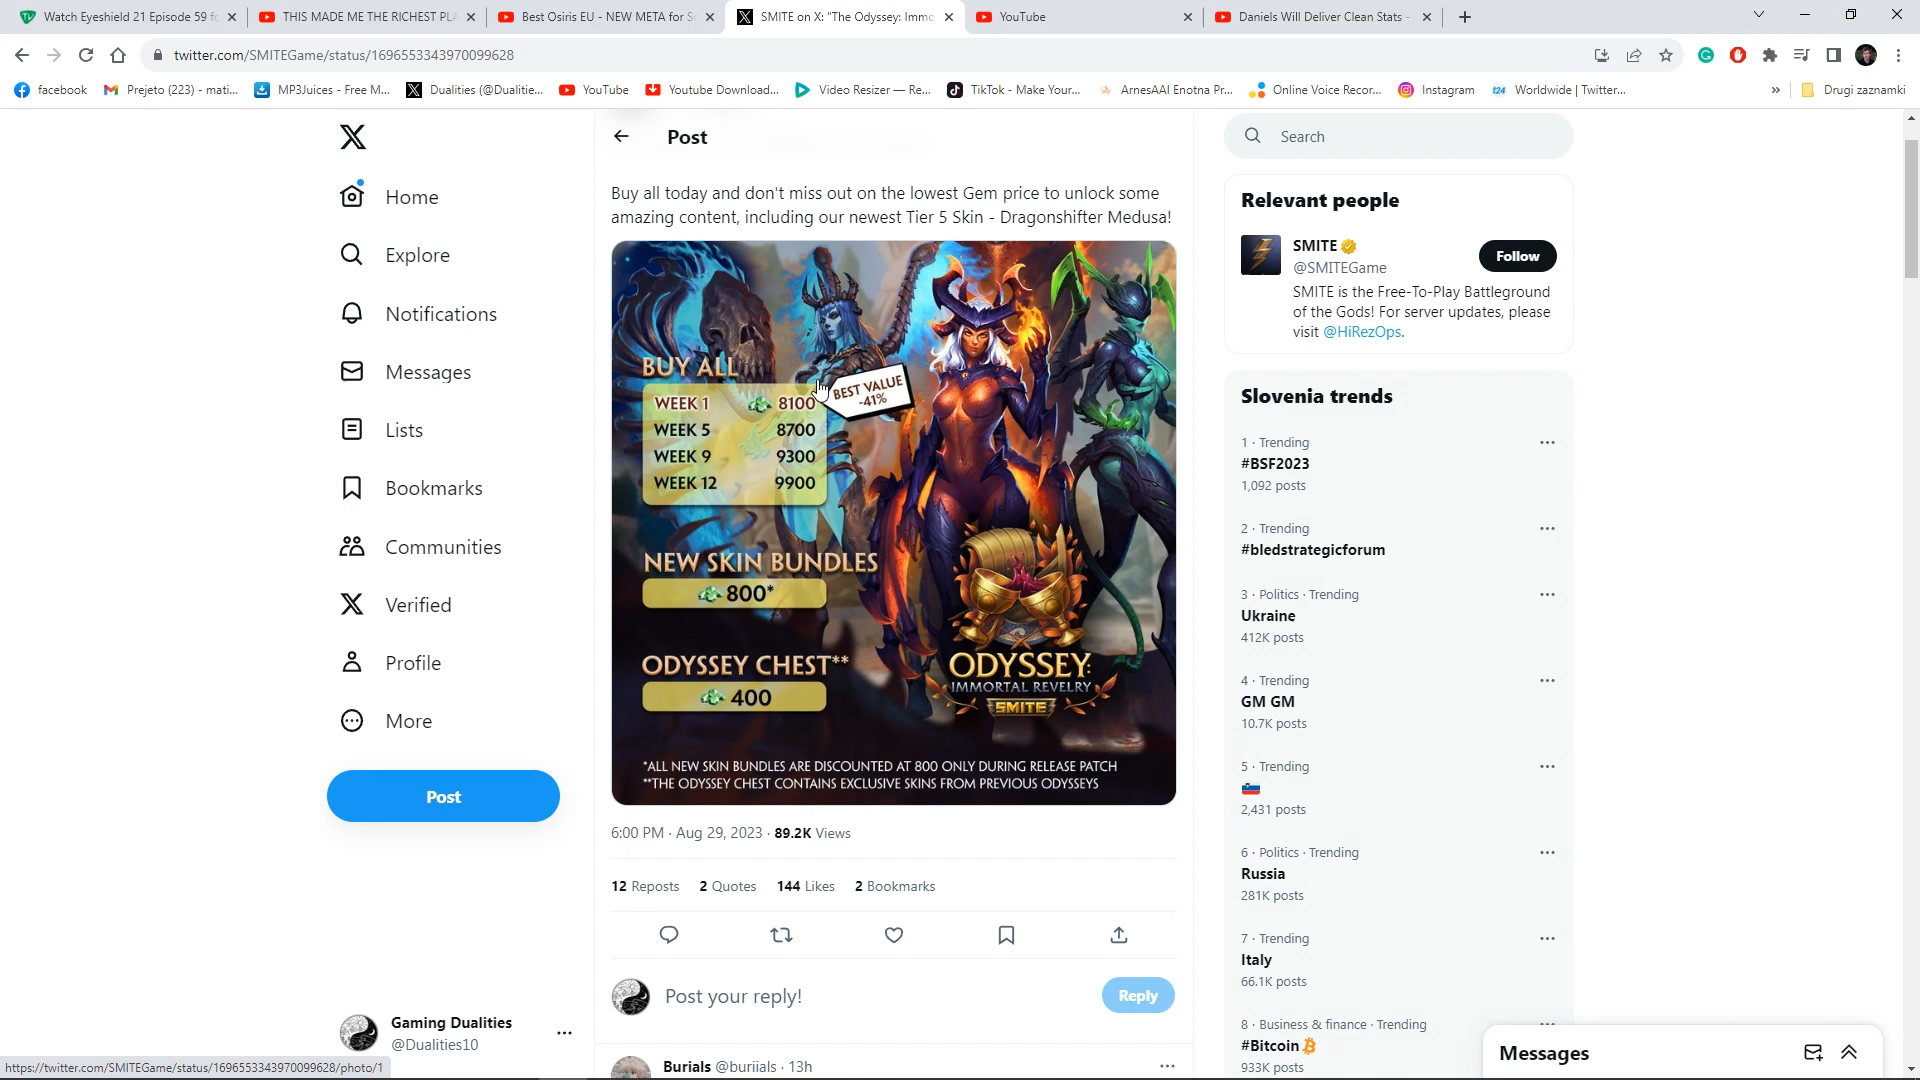 Watch Eyeshield 21 Episode 59 fo
THIS MADE ME THE RICHEST PLA
Best Osiris EU - NEW META for So
SMITE on X: "The Odyssey: Immo
YouTube
Daniels Will Deliver Clean Stats -
twitter.com/SMITEGame/status/1696553343970099628
facebook
Prejeto (223) - mati...
MP3Juices - Free M...
Dualities (@Dualitie...
YouTube
Youtube Download...
Video Resizer — Re...
TikTok - Make Your...
ArnesAAI Enotna Pr...
Online Voice Recor...
Instagram
Worldwide | Twitter...
»
Drugi zaznamki
Home
Explore
Notifications
Messages
Lists
Bookmarks
Communities
Verified
Profile
More
Post
Gaming Dualities
@Dualities10
https://twitter.com/SMITEGame/status/1696553343970099628/photo/1
Post
Buy all today and don't miss out on the lowest Gem price to unlock some
amazing content, including our newest Tier 5 Skin - Dragonshifter Medusa!
BUY ALL
WEEK 1 8100
WEEK 5 8700
WEEK 9 9300
WEEK 12 9900
BEST VALUE
-41%
NEW SKIN BUNDLES
800*
ODYSSEY CHEST**
400
ODYSSEY:
IMMORTAL REVELRY
SMITE
*ALL NEW SKIN BUNDLES ARE DISCOUNTED AT 800 ONLY DURING RELEASE PATCH
**THE ODYSSEY CHEST CONTAINS EXCLUSIVE SKINS FROM PREVIOUS ODYSSEYS
6:00 PM · Aug 29, 2023 · 89.2K Views
12 Reposts 2 Quotes 144 Likes 2 Bookmarks
Post your reply!
Reply
Burials @buriials · 13h
Search
Relevant people
SMITE
@SMITEGame
Follow
SMITE is the Free-To-Play Battleground
of the Gods! For server updates, please
visit @HiRezOps.
Slovenia trends
1 · Trending
#BSF2023
1,092 posts
2 · Trending
#bledstrategicforum
3 · Politics · Trending
Ukraine
412K posts
4 · Trending
GM GM
10.7K posts
5 · Trending
🇸🇮
2,431 posts
6 · Politics · Trending
Russia
281K posts
7 · Trending
Italy
66.1K posts
8 · Business & finance · Trending
#Bitcoin
933K posts
Messages